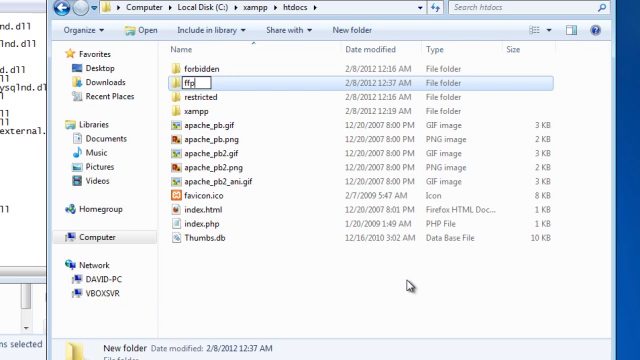 Computer ▸ Local Disk (C:) ▸ xampp ▸ htdocs ▸
Search htdocs
Organize Open Include in library Share with New folder
Name Date modified Type Size
Favorites
Desktop
Downloads
Recent Places
Libraries
Documents
Music
Pictures
Videos
Homegroup
Computer
Network
DAVID-PC
VBOXSVR
forbidden 2/8/2012 12:16 AM File folder
ffp 2/8/2012 12:37 AM File folder
restricted 2/8/2012 12:16 AM File folder
xampp 2/8/2012 12:19 AM File folder
apache_pb.gif 12/20/2007 8:00 PM GIF image 3 KB
apache_pb.png 12/20/2007 8:00 PM PNG image 2 KB
apache_pb2.gif 12/20/2007 8:00 PM GIF image 3 KB
apache_pb2.png 12/20/2007 8:00 PM PNG image 2 KB
apache_pb2_ani.gif 12/20/2007 8:00 PM GIF image 3 KB
favicon.ico 2/7/2009 5:47 AM Icon 8 KB
index.html 12/20/2007 8:01 PM Firefox HTML Doc... 1 KB
index.php 1/20/2009 1:49 AM PHP File 1 KB
Thumbs.db 12/16/2010 3:02 AM Data Base File 10 KB
New folder Date modified: 2/8/2012 12:37 AM
File folder
.dll
lnd.dll
d.dll
.dll
ysqlnd.dll
external.
ll
ms selected